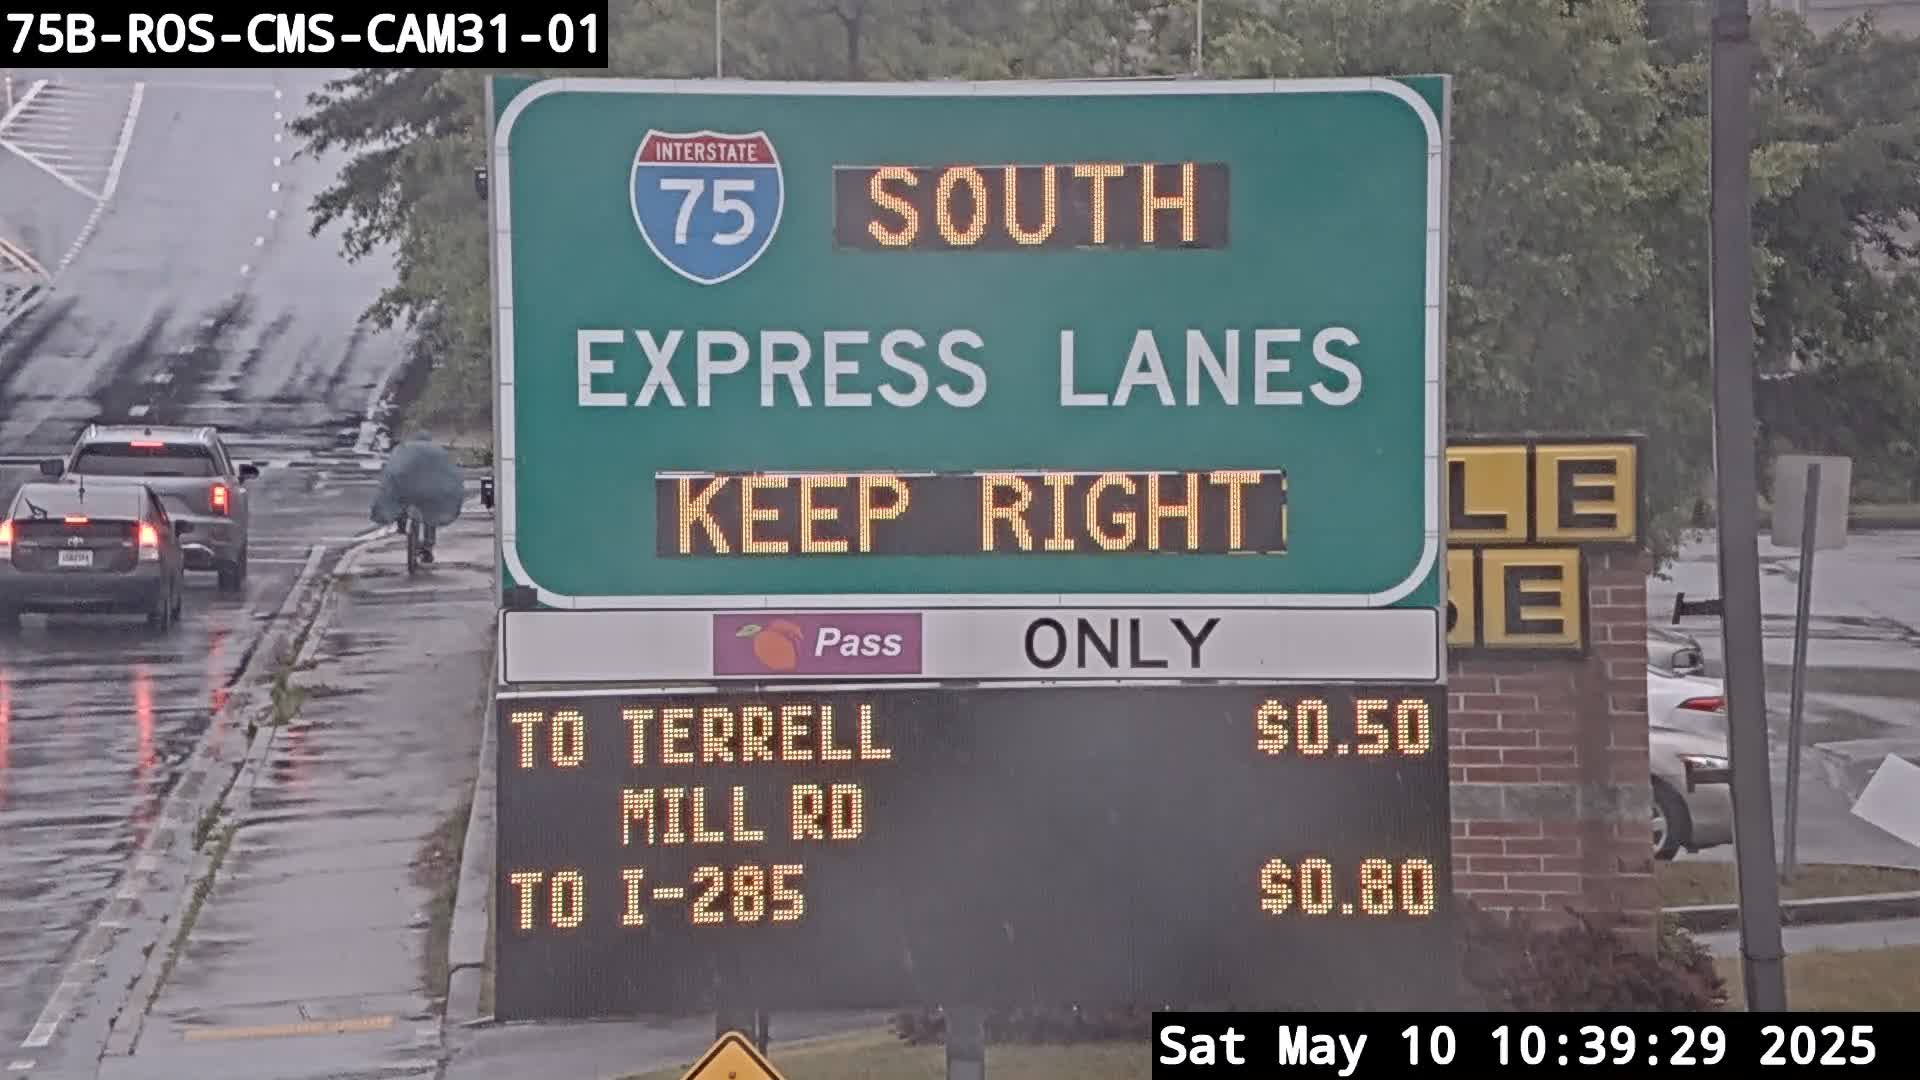 75B-ROS-CMS-CAM31-01
INTERSTATE
75
SOUTH
EXPRESS LANES
KEEP RIGHT
Pass ONLY
TO TERRELL $0.50
MILL RD
TO I-285 $0.80
LE
E
Sat May 10 10:39:29 2025